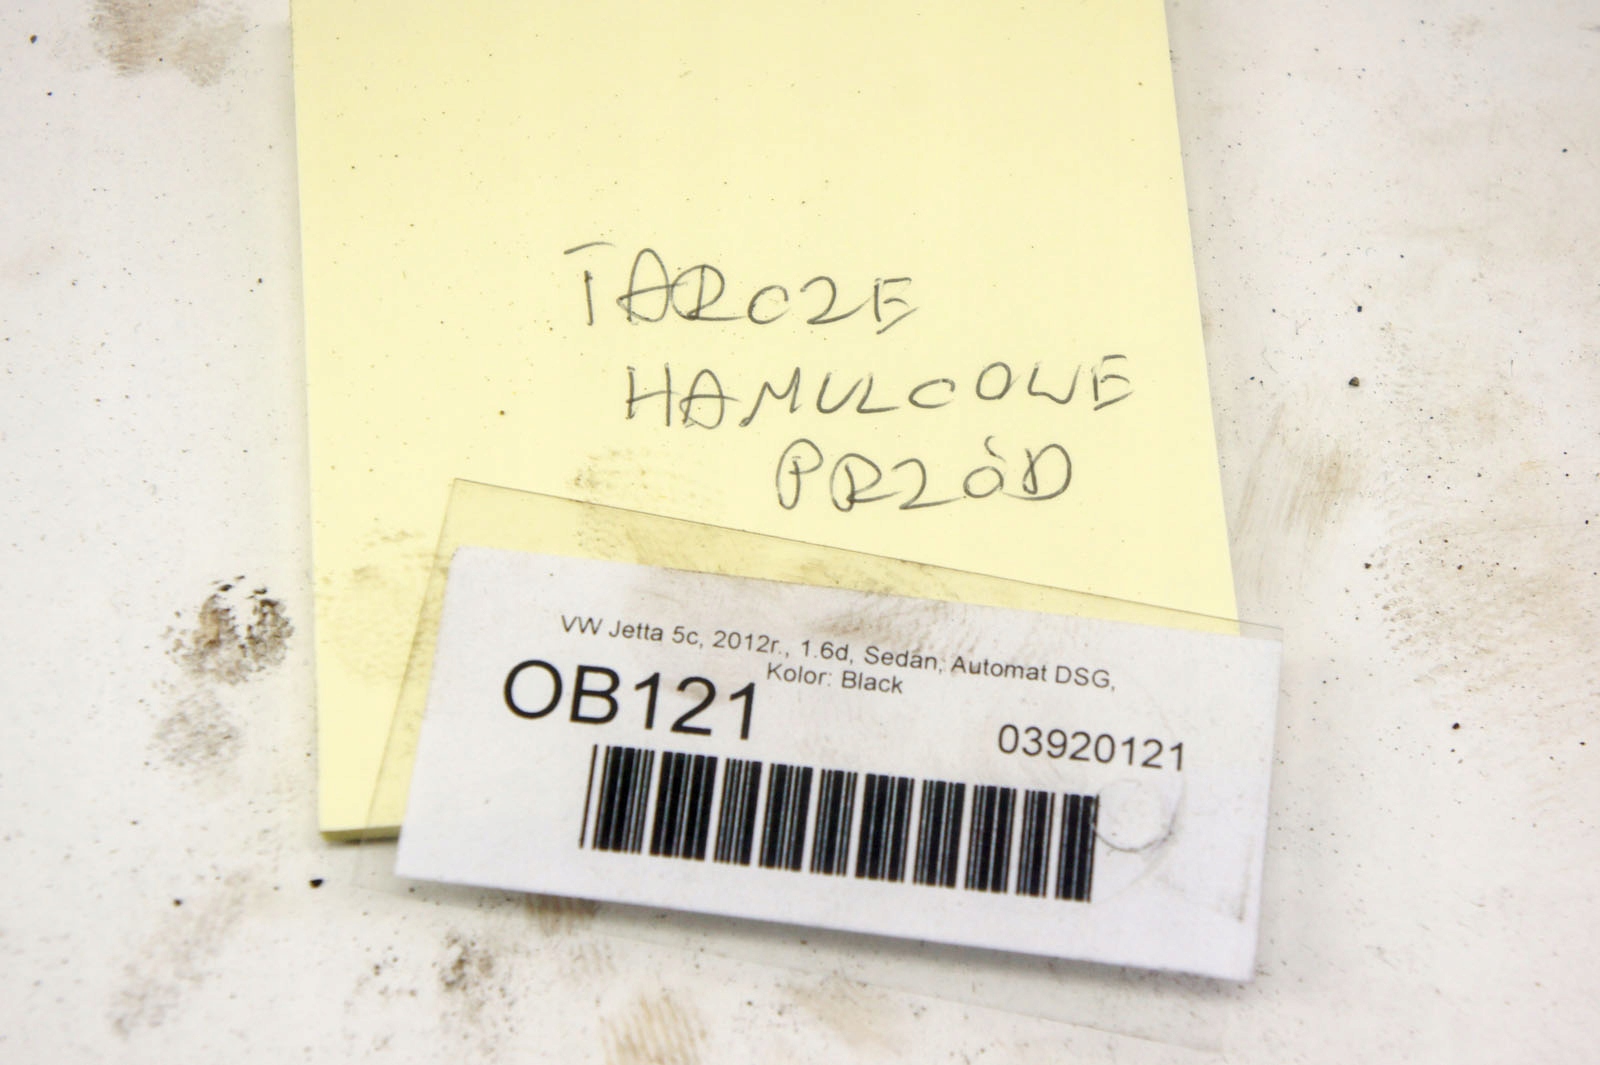 TARCZE
HAMULCOWE
PRZÓD
VW Jetta 5c, 2012r., 1.6d, Sedan, Automat DSG,
Kolor: Black
OB121
03920121